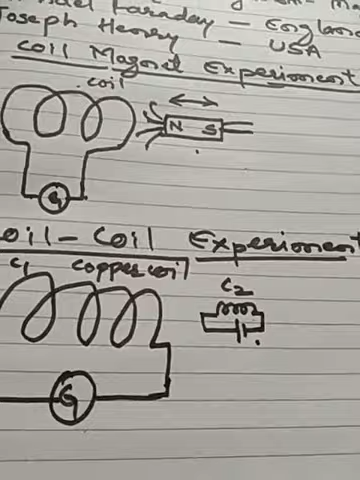 Faraday - England
Joseph Henry - USA
Coil Magnet Experiment
coil
N S
G
Coil - Coil Experiment
C1 copper coil
C2
G